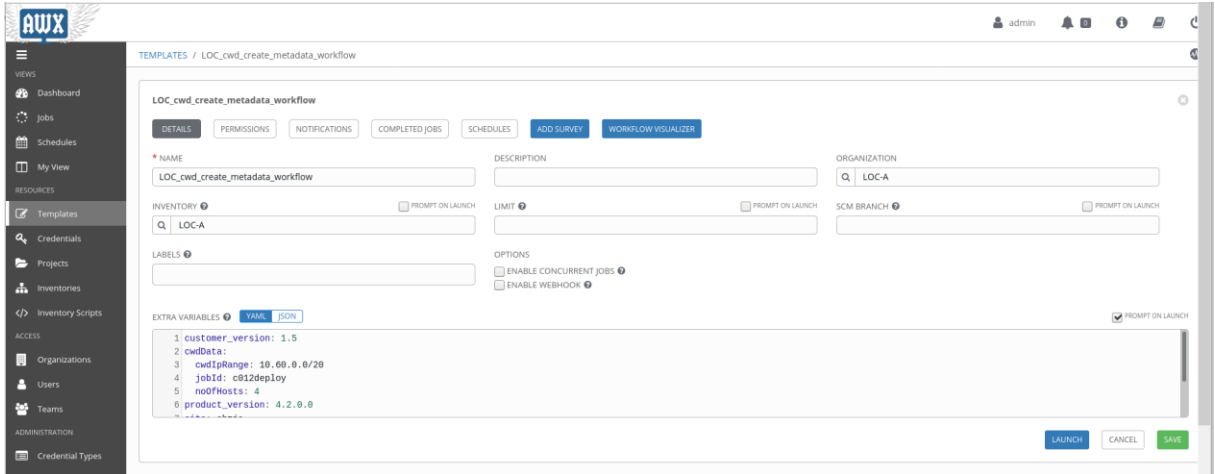 AWX
admin 0
TEMPLATES / LOC_cwd_create_metadata_workflow
VIEWS
Dashboard
Jobs
Schedules
My View
RESOURCES
Templates
Credentials
Projects
Inventories
Inventory Scripts
ACCESS
Organizations
Users
Teams
ADMINISTRATION
Credential Types
LOC_cwd_create_metadata_workflow
DETAILS PERMISSIONS NOTIFICATIONS COMPLETED JOBS SCHEDULES ADD SURVEY WORKFLOW VISUALIZER
* NAME DESCRIPTION ORGANIZATION
LOC_cwd_create_metadata_workflow LOC-A
INVENTORY PROMPT ON LAUNCH LIMIT PROMPT ON LAUNCH SCM BRANCH PROMPT ON LAUNCH
LOC-A
LABELS OPTIONS
ENABLE CONCURRENT JOBS
ENABLE WEBHOOK
EXTRA VARIABLES YAML JSON PROMPT ON LAUNCH
1 customer_version: 1.5
2 cwdData:
3 cwdIpRange: 10.60.0.0/20
4 jobId: c012deploy
5 noOfHosts: 4
6 product_version: 4.2.0.0
LAUNCH CANCEL SAVE